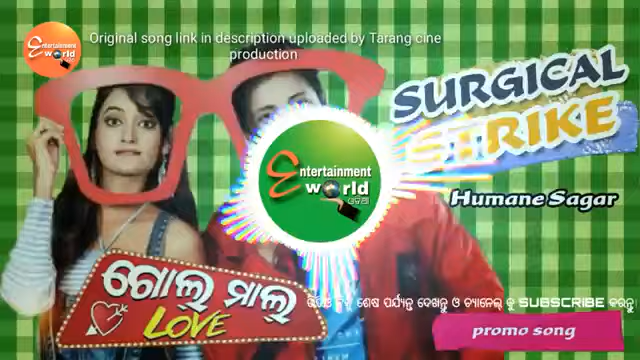 Entertainment
world
Original song link in description uploaded by Tarang cine
production
SURGICAL
STRIKE
Humane Sagar
Entertainment
world
ଓଡିଆ
ଗୋଲ୍ ମାଲ୍
LOVE
ଶେଷ ପର୍ଯ୍ୟନ୍ତ ଦେଖନ୍ତୁ ଓ ଚ୍ୟାନେଲ୍ କୁ SUBSCRIBE କରନ୍ତୁ
promo song